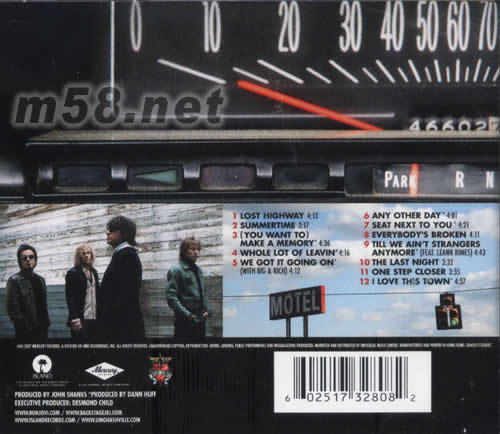 0 10 20 30 40 50 60 70
m58.net
46602
PARK R N
1 LOST HIGHWAY 4:13
2 SUMMERTIME 3:17
3 (YOU WANT TO)
MAKE A MEMORY* 4:36
4 WHOLE LOT OF LEAVIN' 4:16
5 WE GOT IT GOING ON*
(WITH BIG & RICH) 4:12
6 ANY OTHER DAY* 4:01
7 SEAT NEXT TO YOU* 4:21
8 EVERYBODY'S BROKEN 4:11
9 TILL WE AIN'T STRANGERS
ANYMORE* (FEAT. LEANN RIMES) 4:43
10 THE LAST NIGHT 3:32
11 ONE STEP CLOSER 3:35
12 I LOVE THIS TOWN* 4:37
MOTEL
ISLAND
Mercury
PRODUCED BY JOHN SHANKS *PRODUCED BY DANN HUFF
EXECUTIVE PRODUCER: DESMOND CHILD
WWW.BONJOVI.COM WWW.BACKSTAGEJBJ.COM
WWW.ISLANDRECORDS.COM WWW.UMGNASHVILLE.COM
6 02517 32808 2